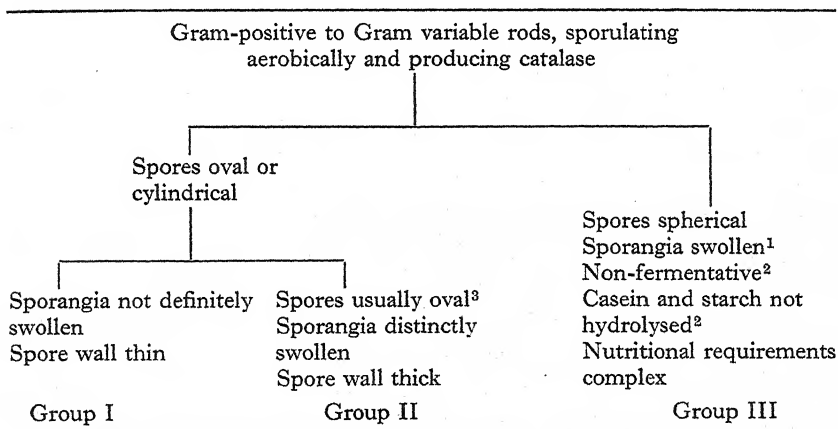 Gram-positive to Gram variable rods, sporulating
aerobically and producing catalase
Spores oval or
cylindrical
Sporangia not definitely
swollen
Spore wall thin
Group I
Spores usually oval³
Sporangia distinctly
swollen
Spore wall thick
Group II
Spores spherical
Sporangia swollen¹
Non-fermentative²
Casein and starch not
hydrolysed²
Nutritional requirements
complex
Group III